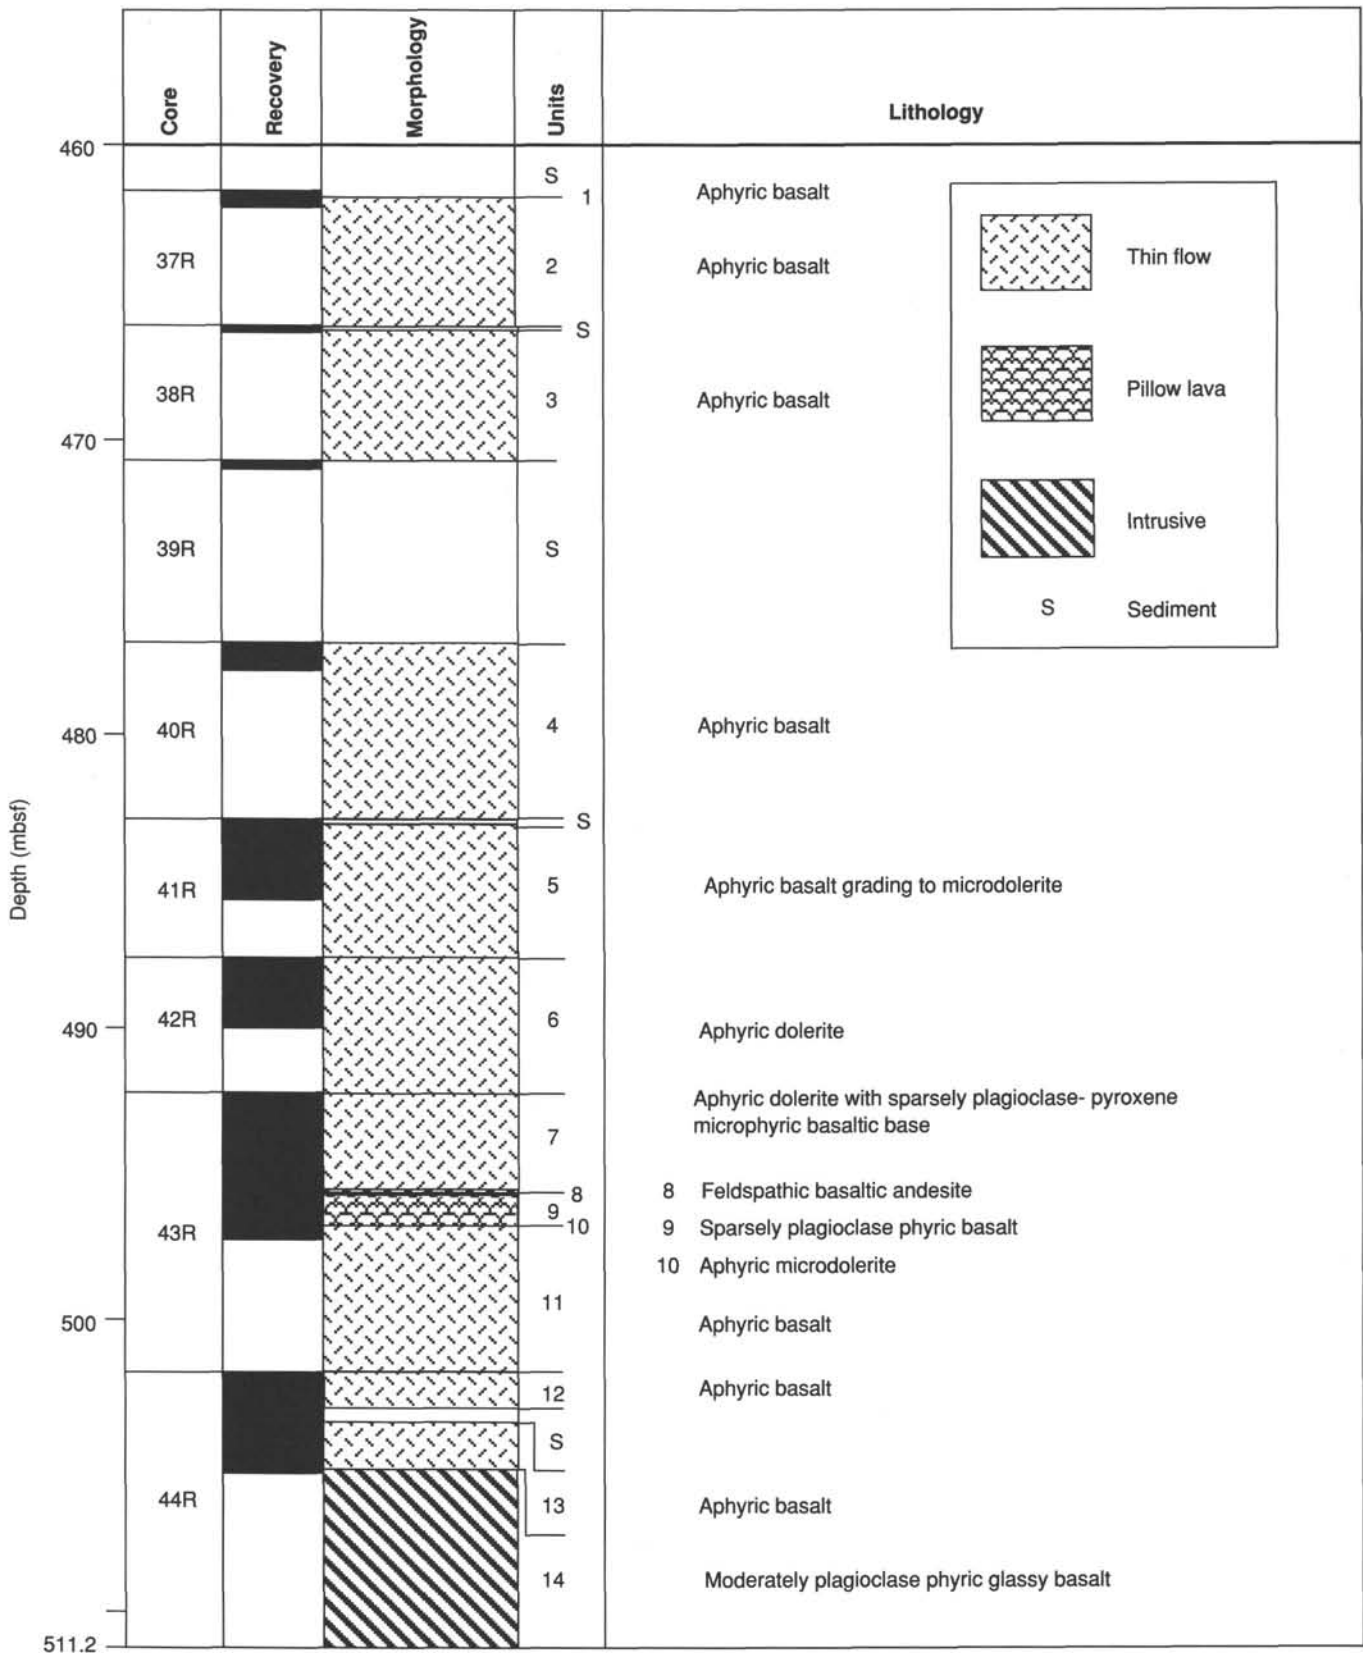 Core
Recovery
Morphology
Units
Lithology
Depth (mbsf)
460
470
480
490
500
511.2
37R
38R
39R
40R
41R
42R
43R
44R
S
1
2
S
3
S
4
S
5
6
7
8
9
10
11
12
S
13
14
Aphyric basalt
Aphyric basalt
Aphyric basalt
Aphyric basalt
Aphyric basalt grading to microdolerite
Aphyric dolerite
Aphyric dolerite with sparsely plagioclase- pyroxene
microphyric basaltic base
8 Feldspathic basaltic andesite
9 Sparsely plagioclase phyric basalt
10 Aphyric microdolerite
Aphyric basalt
Aphyric basalt
Aphyric basalt
Moderately plagioclase phyric glassy basalt
Thin flow
Pillow lava
Intrusive
S Sediment